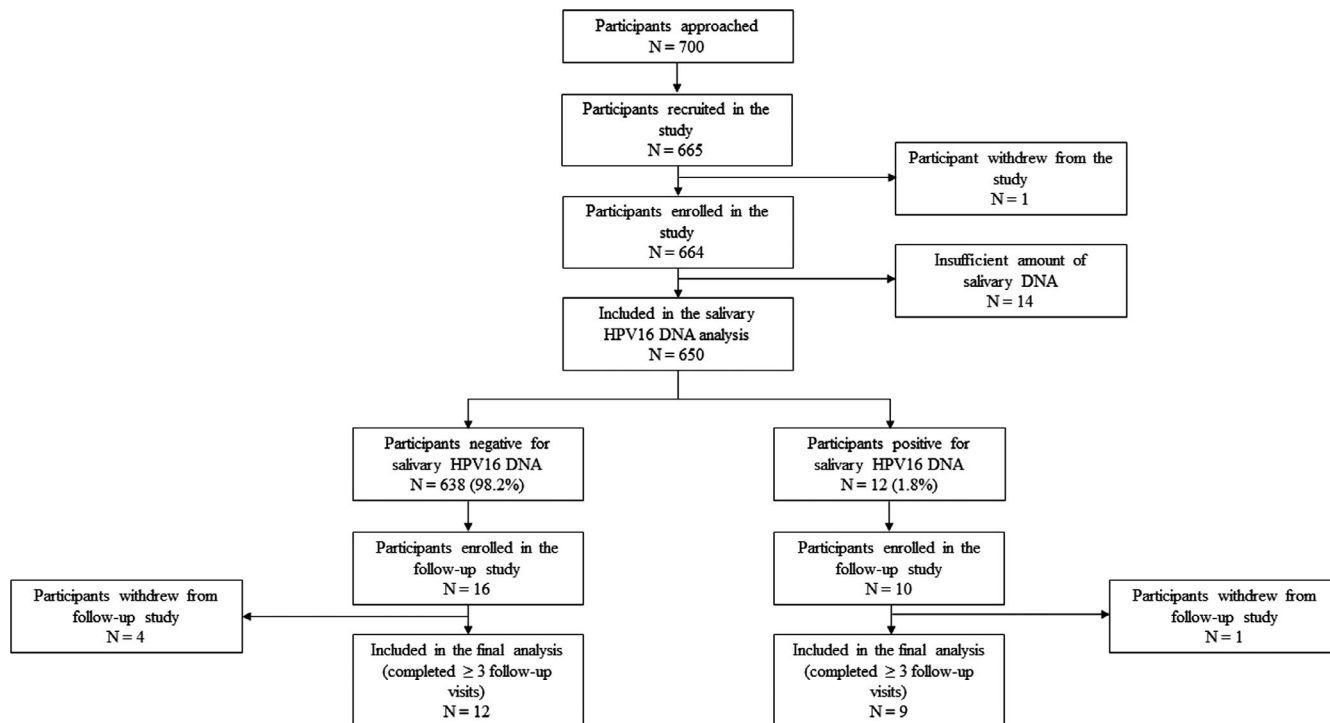 Participants approached
N = 700
Participants recruited in the
study
N = 665
Participant withdrew from the
study
N = 1
Participants enrolled in the
study
N = 664
Insufficient amount of
salivary DNA
N = 14
Included in the salivary
HPV16 DNA analysis
N = 650
Participants negative for
salivary HPV16 DNA
N = 638 (98.2%)
Participants positive for
salivary HPV16 DNA
N = 12 (1.8%)
Participants enrolled in the
follow-up study
N = 16
Participants enrolled in the
follow-up study
N = 10
Participants withdrew from
follow-up study
N = 4
Participants withdrew from
follow-up study
N = 1
Included in the final analysis
(completed ≥ 3 follow-up
visits)
N = 12
Included in the final analysis
(completed ≥ 3 follow-up
visits)
N = 9